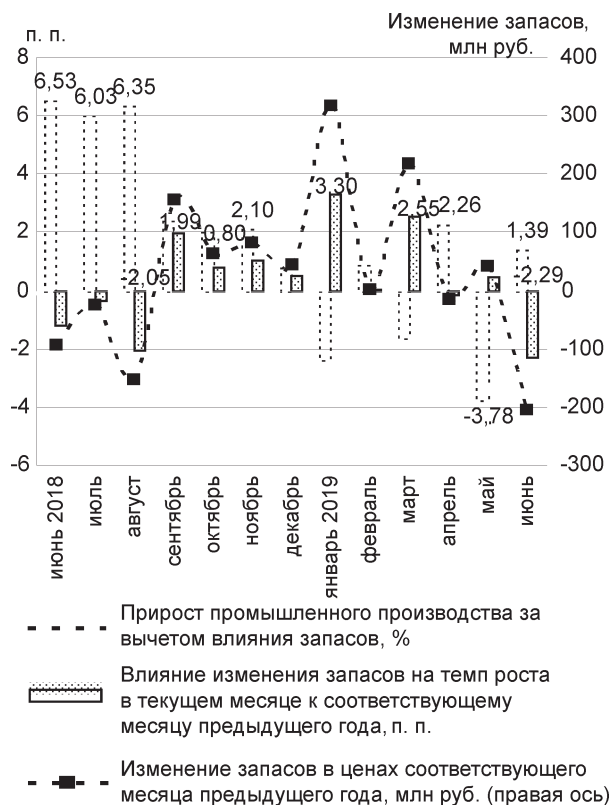 Изменение запасов,
п. п.
млн руб.
8
6
4
2
0
-2
-4
-6
400
300
200
100
0
-100
-200
-300
6,53
6,03
6,35
-2,05
1,99
0,80
2,10
3,30
2,55
2,26
-3,78
1,39
-2,29
июнь 2018
июль
август
сентябрь
октябрь
ноябрь
декабрь
январь 2019
февраль
март
апрель
май
июнь
Прирост промышленного производства за
вычетом влияния запасов, %
Влияние изменения запасов на темп роста
в текущем месяце к соответствующему
месяцу предыдущего года, п. п.
Изменение запасов в ценах соответствующего
месяца предыдущего года, млн руб. (правая ось)